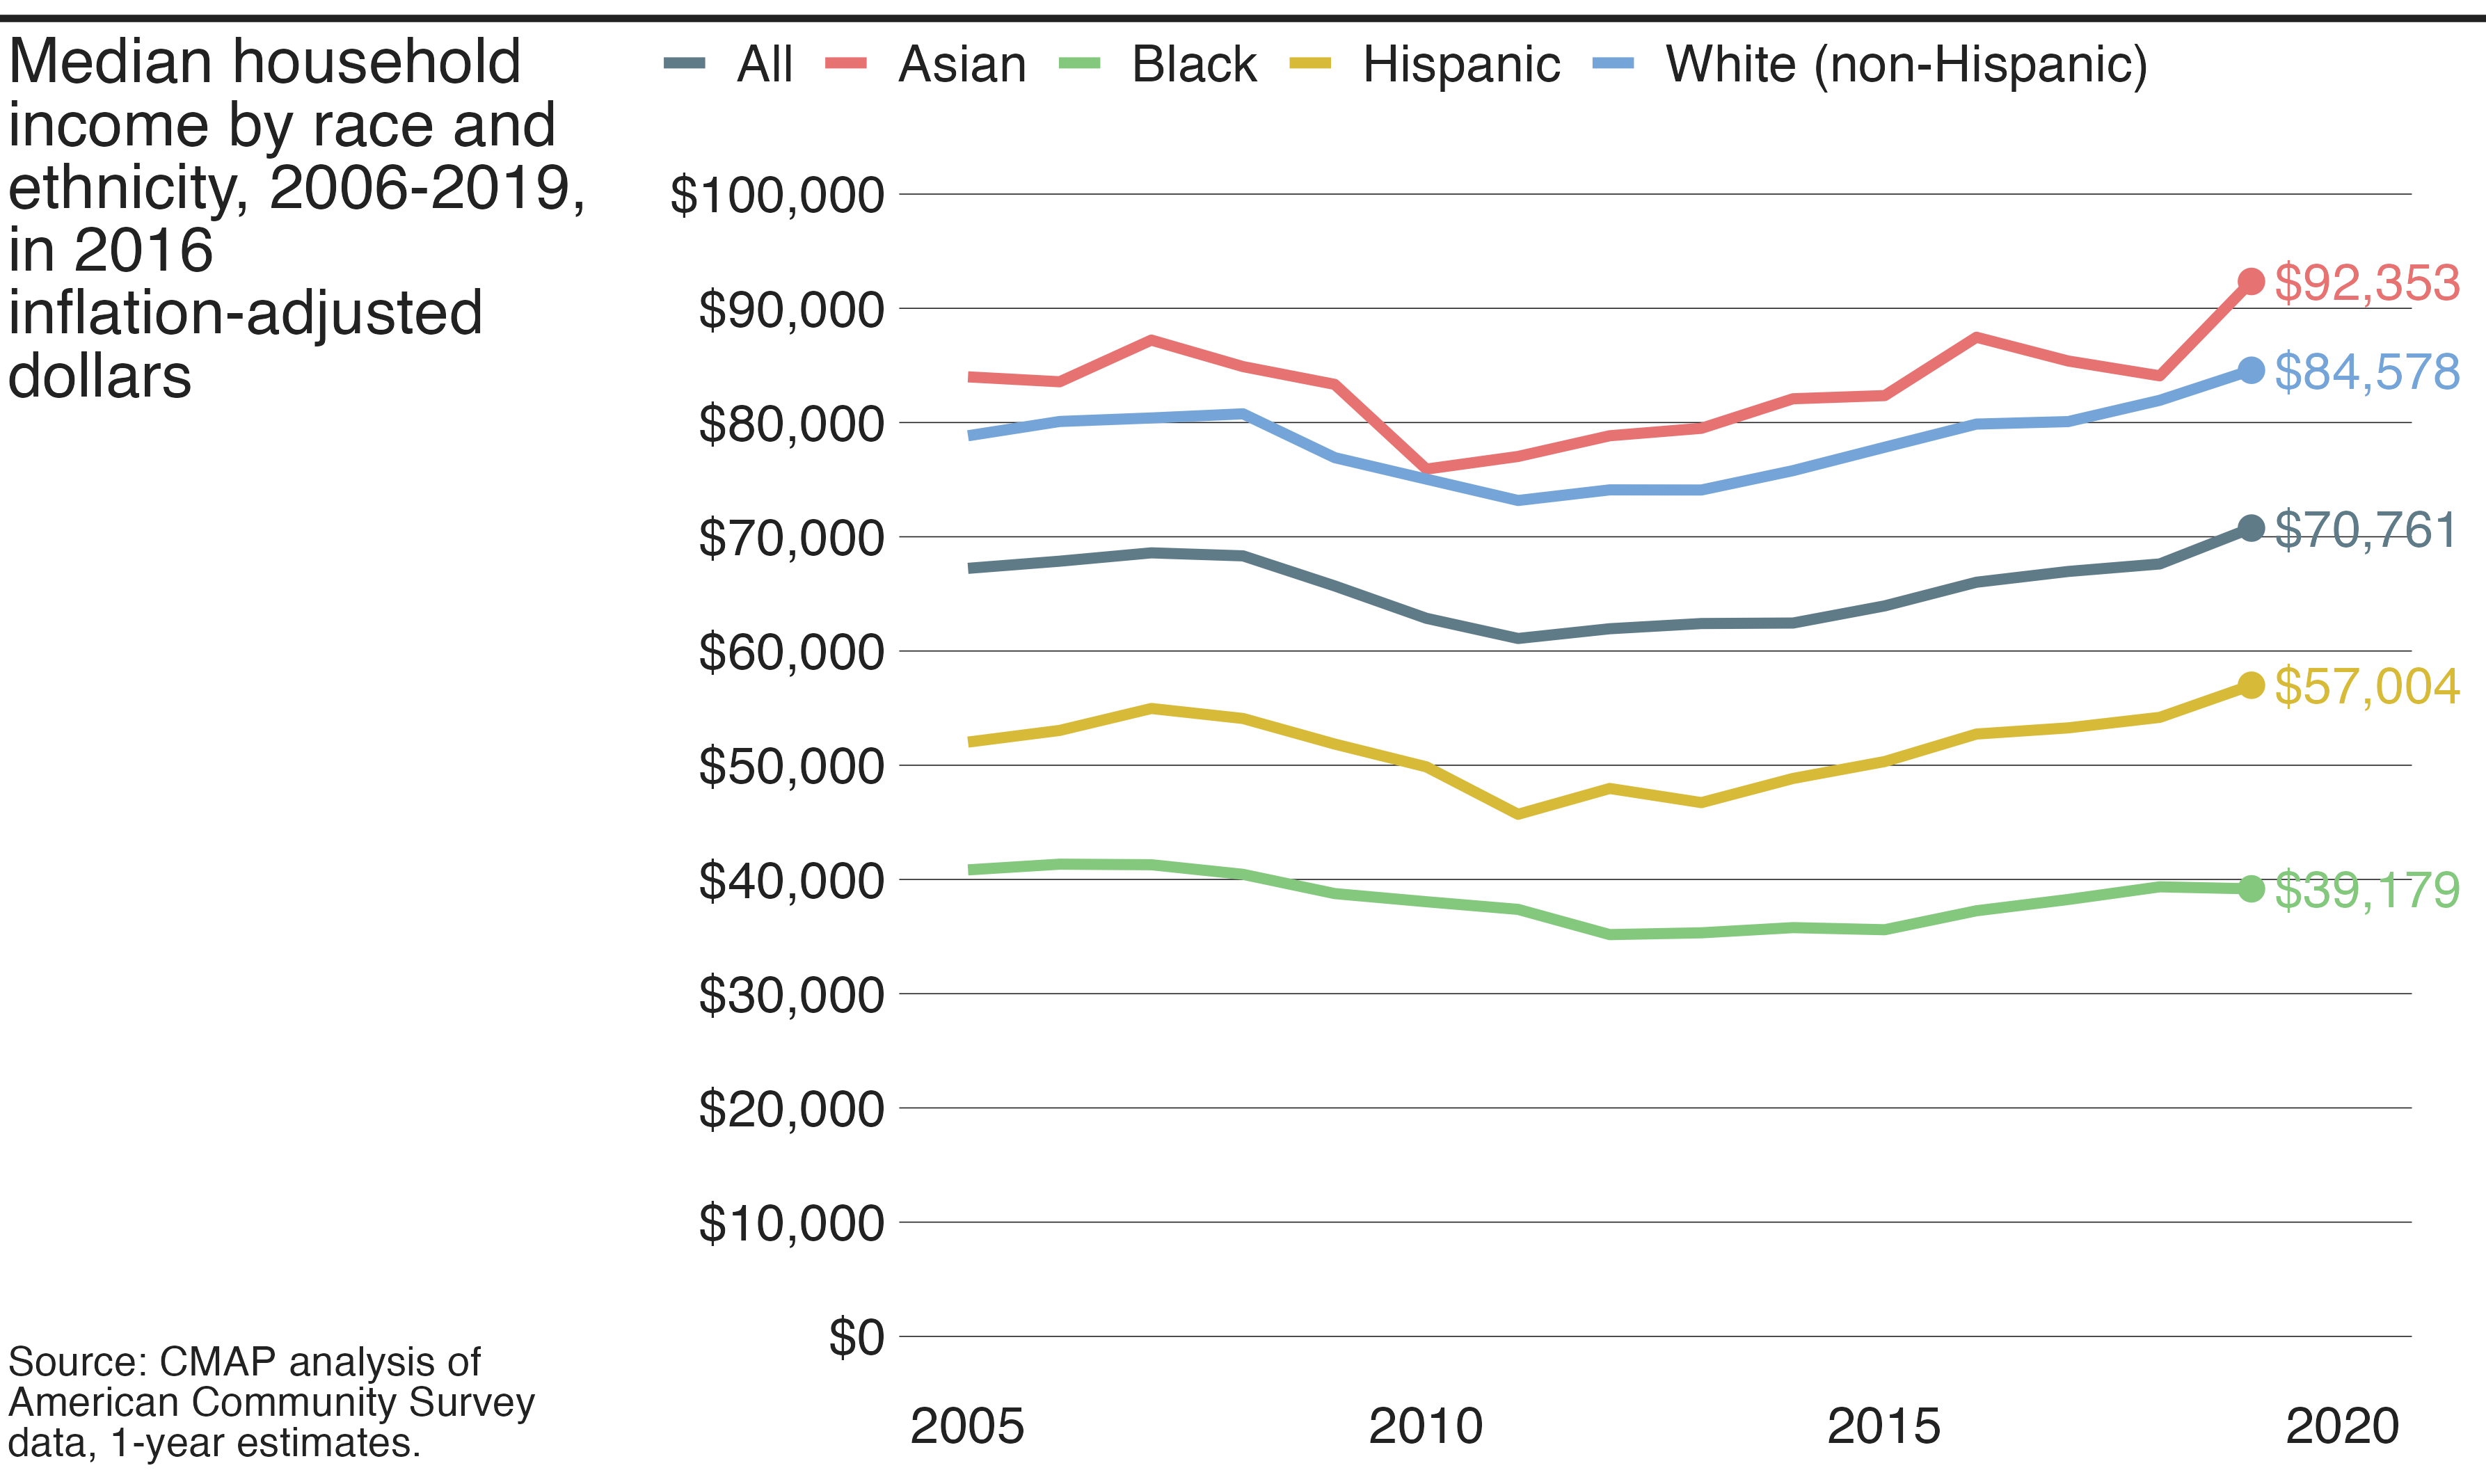 Median household
income by race and
ethnicity, 2006-2019,
in 2016
inflation-adjusted
dollars
All Asian Black Hispanic White (non-Hispanic)
$100,000
$90,000
$80,000
$70,000
$60,000
$50,000
$40,000
$30,000
$20,000
$10,000
$0
$92,353
$84,578
$70,761
$57,004
$39,179
2005 2010 2015 2020
Source: CMAP analysis of
American Community Survey
data, 1-year estimates.